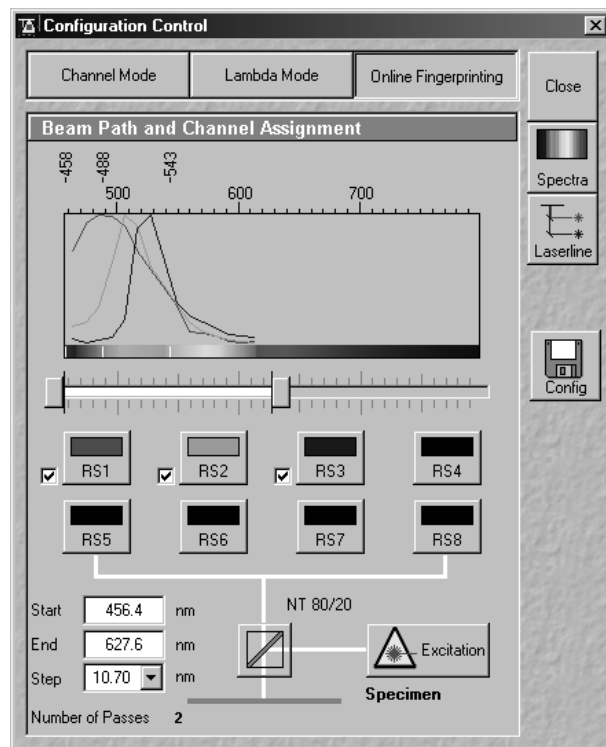 Configuration Control
Channel Mode
Lambda Mode
Online Fingerprinting
Close
Beam Path and Channel Assignment
-458
-488
-543
500
600
700
Spectra
Laserline
Config
RS1
RS2
RS3
RS4
RS5
RS6
RS7
RS8
Start 456.4 nm
NT 80/20
End 627.6 nm
Excitation
Step 10.70 nm
Specimen
Number of Passes 2